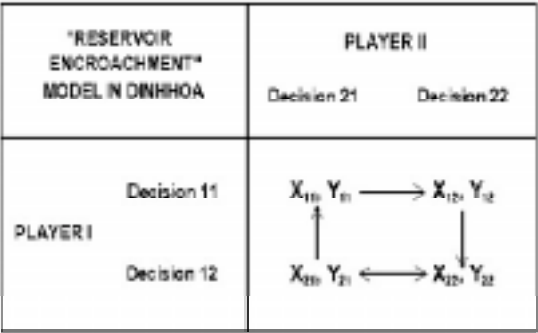 "RESERVOIR
ENCROACHMENT"
MODEL IN DINHHOA
PLAYER II
Decision 21 Decision 22
Decision 11
X₁₁, Y₁₁ X₁₂, Y₁₂
PLAYER I
Decision 12
X₂₁, Y₂₁ X₂₂, Y₂₂